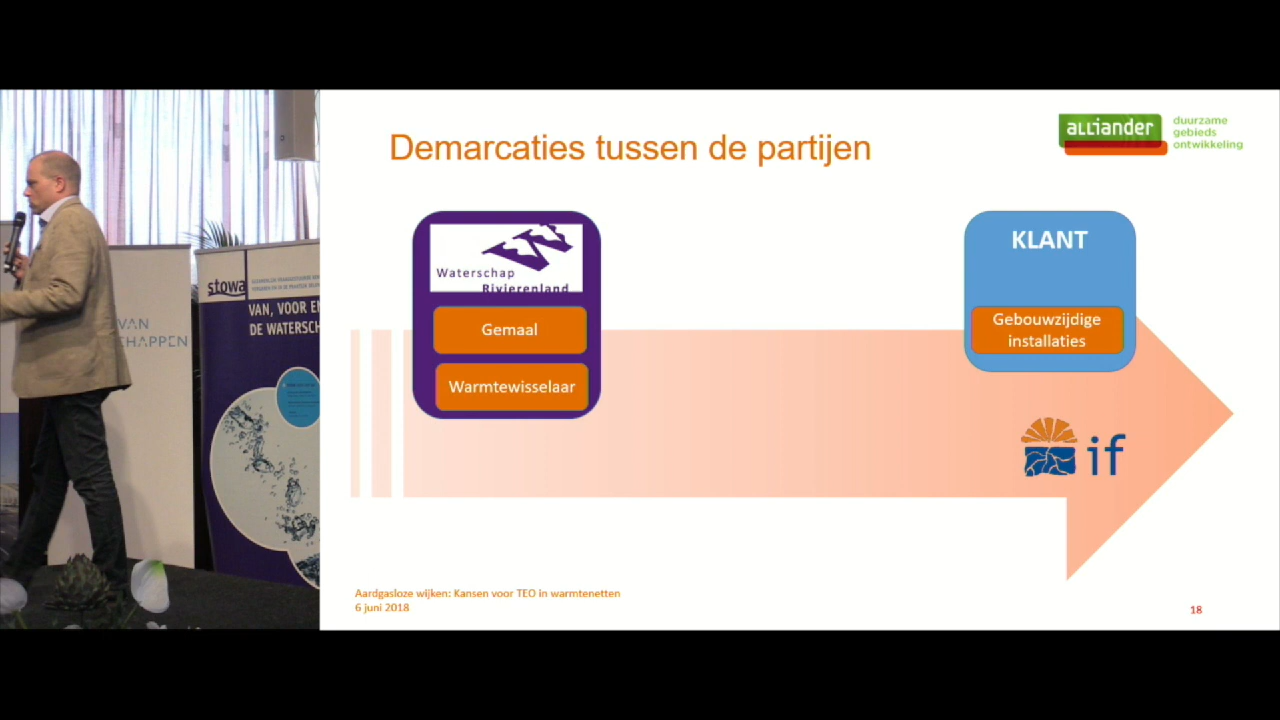 Demarcaties tussen de partijen
alliander
duurzame
gebieds
ontwikkeling
Waterschap
Rivierenland
Gemaal
Warmtewisselaar
KLANT
Gebouwzijdige
installaties
if
Aardgasloze wijken: Kansen voor TEO in warmtenetten
6 juni 2018
18
VAN
CHAPPEN
stowa
VAN, VOOR EN
DE WATERSCH